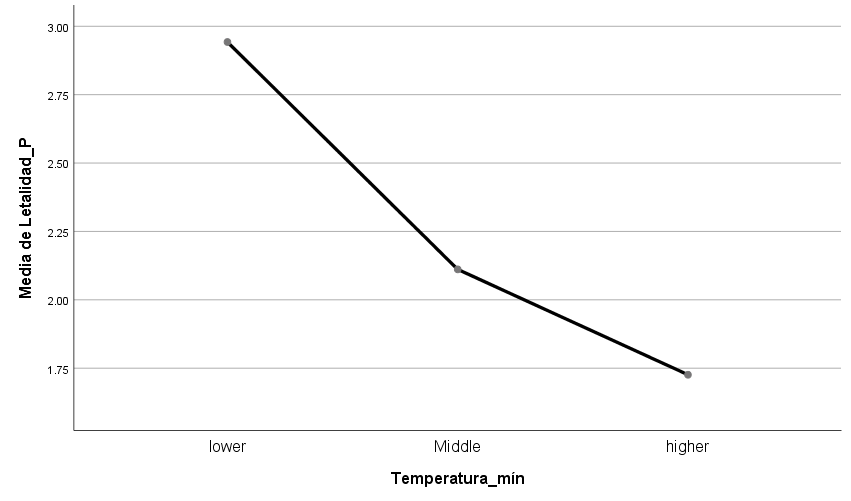 3.00
2.75
2.50
2.25
2.00
1.75
Media de Letalidad_P
lower
Middle
higher
Temperatura_mín